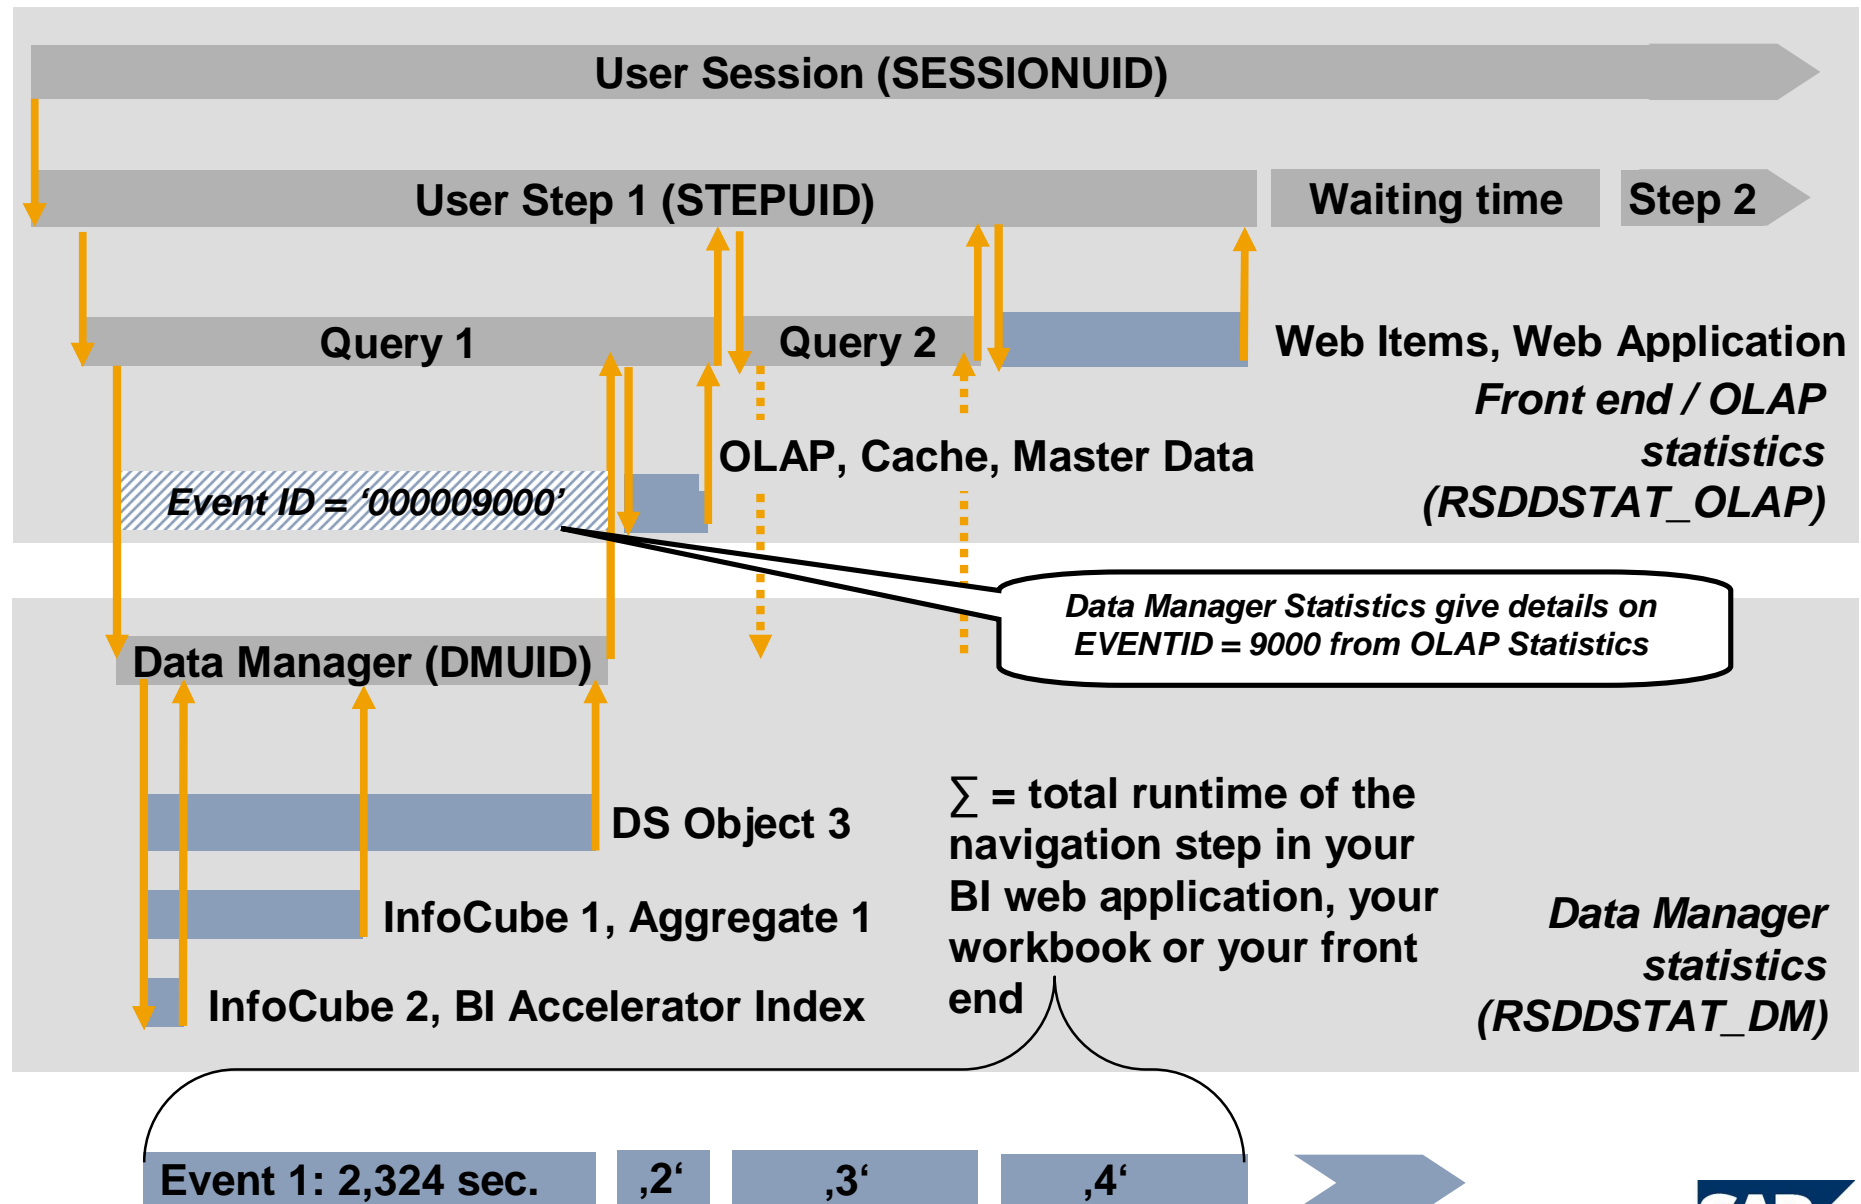 User Session (SESSIONUID)
User Step 1 (STEPUID)
Waiting time
Step 2
Query 1
Query 2
Web Items, Web Application
Front end / OLAP
statistics
(RSDDSTAT_OLAP)
OLAP, Cache, Master Data
Event ID = ‘000009000’
Data Manager Statistics give details on
EVENTID = 9000 from OLAP Statistics
Data Manager (DMUID)
DS Object 3
InfoCube 1, Aggregate 1
InfoCube 2, BI Accelerator Index
∑ = total runtime of the
navigation step in your
BI web application, your
workbook or your front
end
Data Manager
statistics
(RSDDSTAT_DM)
Event 1: 2,324 sec.
‚2‘
‚3‘
‚4‘
SAP